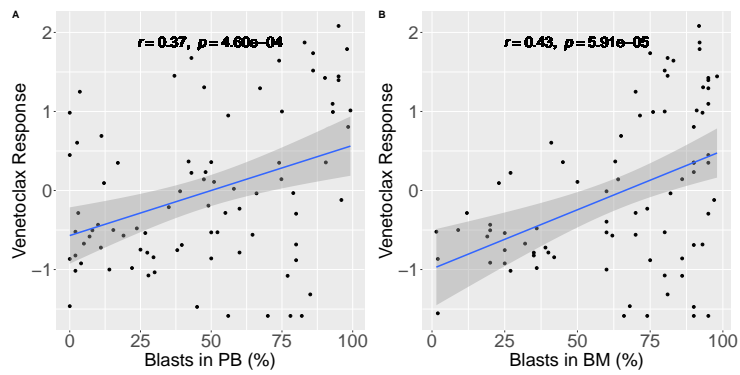 A
B
r = 0.37, p = 4.60e−04
r = 0.43, p = 5.91e−05
Venetoclax Response
2
1
0
−1
Venetoclax Response
2
1
0
−1
0 25 50 75 100
0 25 50 75 100
Blasts in PB (%)
Blasts in BM (%)